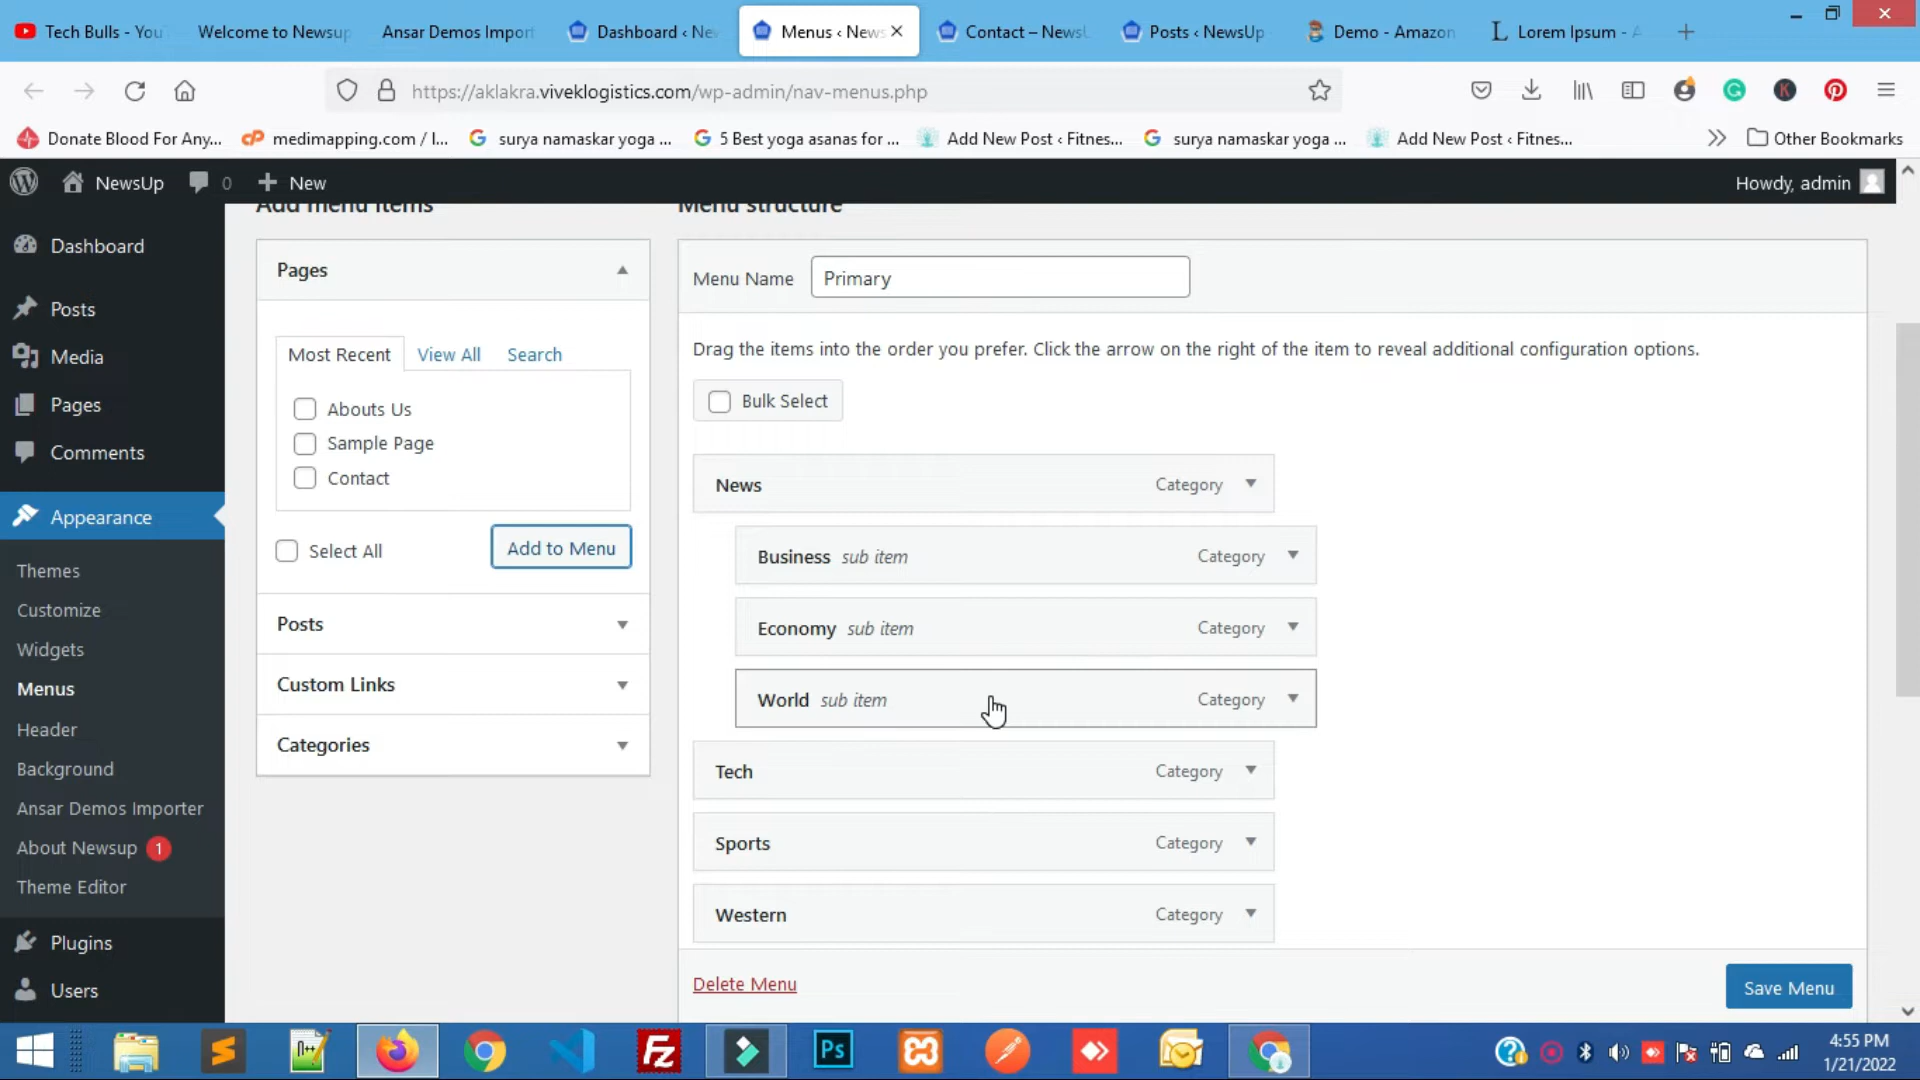 Tech Bulls - You
Welcome to Newsup
Ansar Demos Import
Dashboard ‹ Ne
Menus ‹ News
Contact – News
Posts ‹ NewsUp
Demo - Amazon
Lorem Ipsum - A
https://aklakra.viveklogistics.com/wp-admin/nav-menus.php
Donate Blood For Any...
medimapping.com / l...
surya namaskar yoga ...
5 Best yoga asanas for ...
Add New Post ‹ Fitnes...
surya namaskar yoga ...
Add New Post ‹ Fitnes...
Other Bookmarks
NewsUp
0
New
Howdy, admin
Dashboard
Posts
Media
Pages
Comments
Appearance
Themes
Customize
Widgets
Menus
Header
Background
Ansar Demos Importer
About Newsup 1
Theme Editor
Plugins
Users
Add menu items
Pages
Most Recent
View All
Search
Abouts Us
Sample Page
Contact
Select All
Add to Menu
Posts
Custom Links
Categories
Menu structure
Menu Name
Primary
Drag the items into the order you prefer. Click the arrow on the right of the item to reveal additional configuration options.
Bulk Select
News Category
Business sub item Category
Economy sub item Category
World sub item Category
Tech Category
Sports Category
Western Category
Delete Menu
Save Menu
Fz
Ps
4:55 PM
1/21/2022